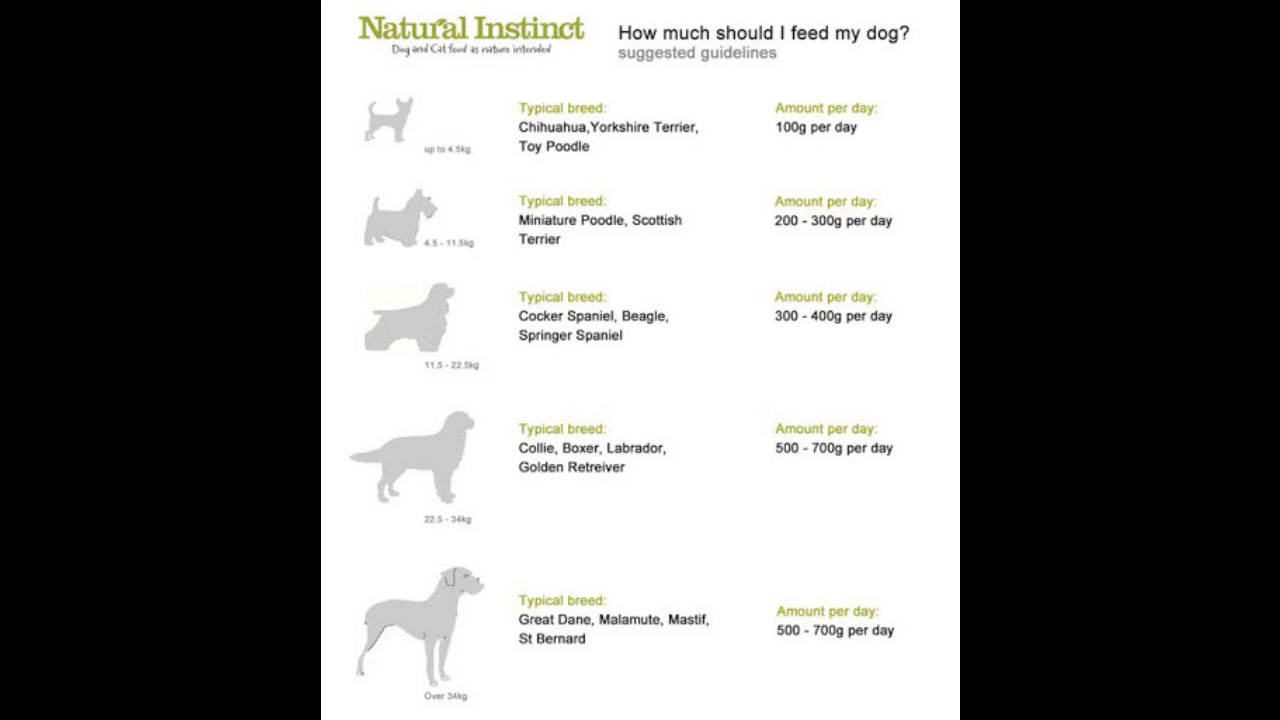 Natural Instinct
Dog and Cat food as nature intended
How much should I feed my dog?
suggested guidelines
Typical breed:
Chihuahua,Yorkshire Terrier,
Toy Poodle
Amount per day:
100g per day
up to 4.5kg
Typical breed:
Miniature Poodle, Scottish
Terrier
Amount per day:
200 - 300g per day
4.5 - 11.5kg
Typical breed:
Cocker Spaniel, Beagle,
Springer Spaniel
Amount per day:
300 - 400g per day
11.5 - 22.5kg
Typical breed:
Collie, Boxer, Labrador,
Golden Retreiver
Amount per day:
500 - 700g per day
22.5 - 34kg
Typical breed:
Great Dane, Malamute, Mastif,
St Bernard
Amount per day:
500 - 700g per day
Over 34kg